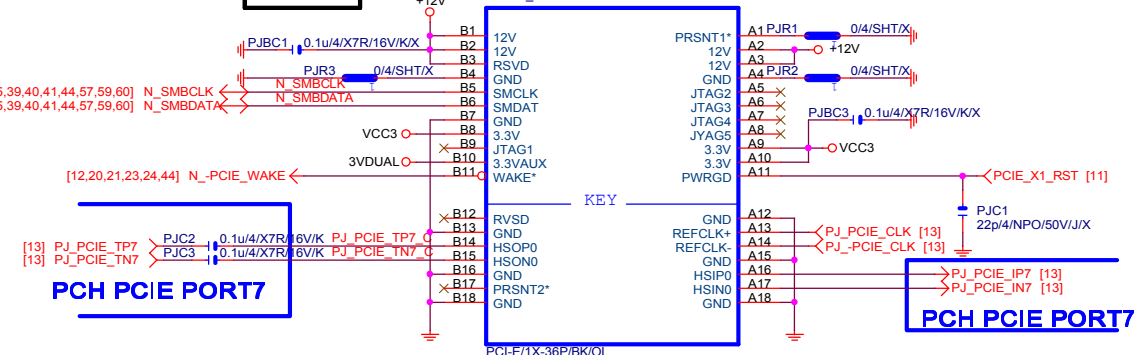 +12V
B1 12V PRSNT1* A1 PJR1 0/4/SHT/X
PJBC1 0.1u/4/X7R/16V/K/X B2 12V 12V A2 +12V
B3 RSVD 12V A3
PJR3 0/4/SHT/X B4 GND GND A4 PJR2 0/4/SHT/X
5,39,40,41,44,57,59,60] N_SMBCLK N_SMBCLK B5 SMCLK JTAG2 A5
5,39,40,41,44,57,59,60] N_SMBDATA N_SMBDATA B6 SMDAT JTAG3 A6
B7 GND JTAG4 A7 PJBC3 0.1u/4/X7R/16V/K/X
VCC3 B8 3.3V JYAG5 A8
B9 JTAG1 3.3V A9 VCC3
3VDUAL B10 3.3VAUX 3.3V A10
[12,20,21,23,24,44] N_-PCIE_WAKE B11 WAKE* PWRGD A11 PCIE_X1_RST [11]
KEY
PJC1
22p/4/NPO/50V/J/X
B12 RVSD GND A12
B13 GND REFCLK+ A13 PJ_PCIE_CLK [13]
[13] PJ_PCIE_TP7 PJC2 0.1u/4/X7R/16V/K PJ_PCIE_TP7_C B14 HSOP0 REFCLK- A14 PJ_-PCIE_CLK [13]
[13] PJ_PCIE_TN7 PJC3 0.1u/4/X7R/16V/K PJ_PCIE_TN7_C B15 HSON0 GND A15
B16 GND HSIP0 A16 PJ_PCIE_IP7 [13]
B17 PRSNT2* HSIN0 A17 PJ_PCIE_IN7 [13]
B18 GND GND A18
PCH PCIE PORT7
PCH PCIE PORT7
PCI-E/1X-36P/BK/OL